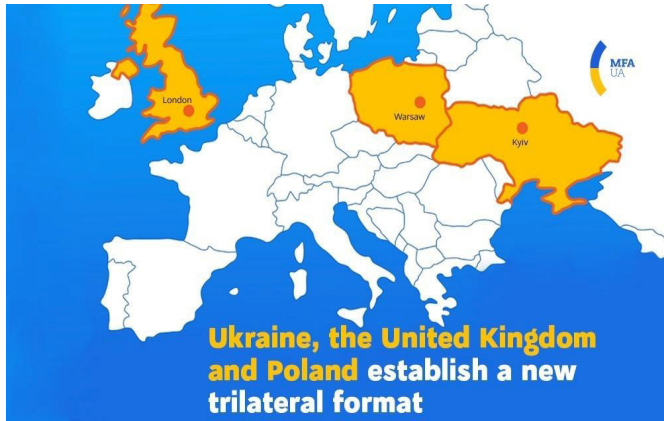 MFA
UA
London
Warsaw
Kyiv
Ukraine, the United Kingdom
and Poland establish a new
trilateral format